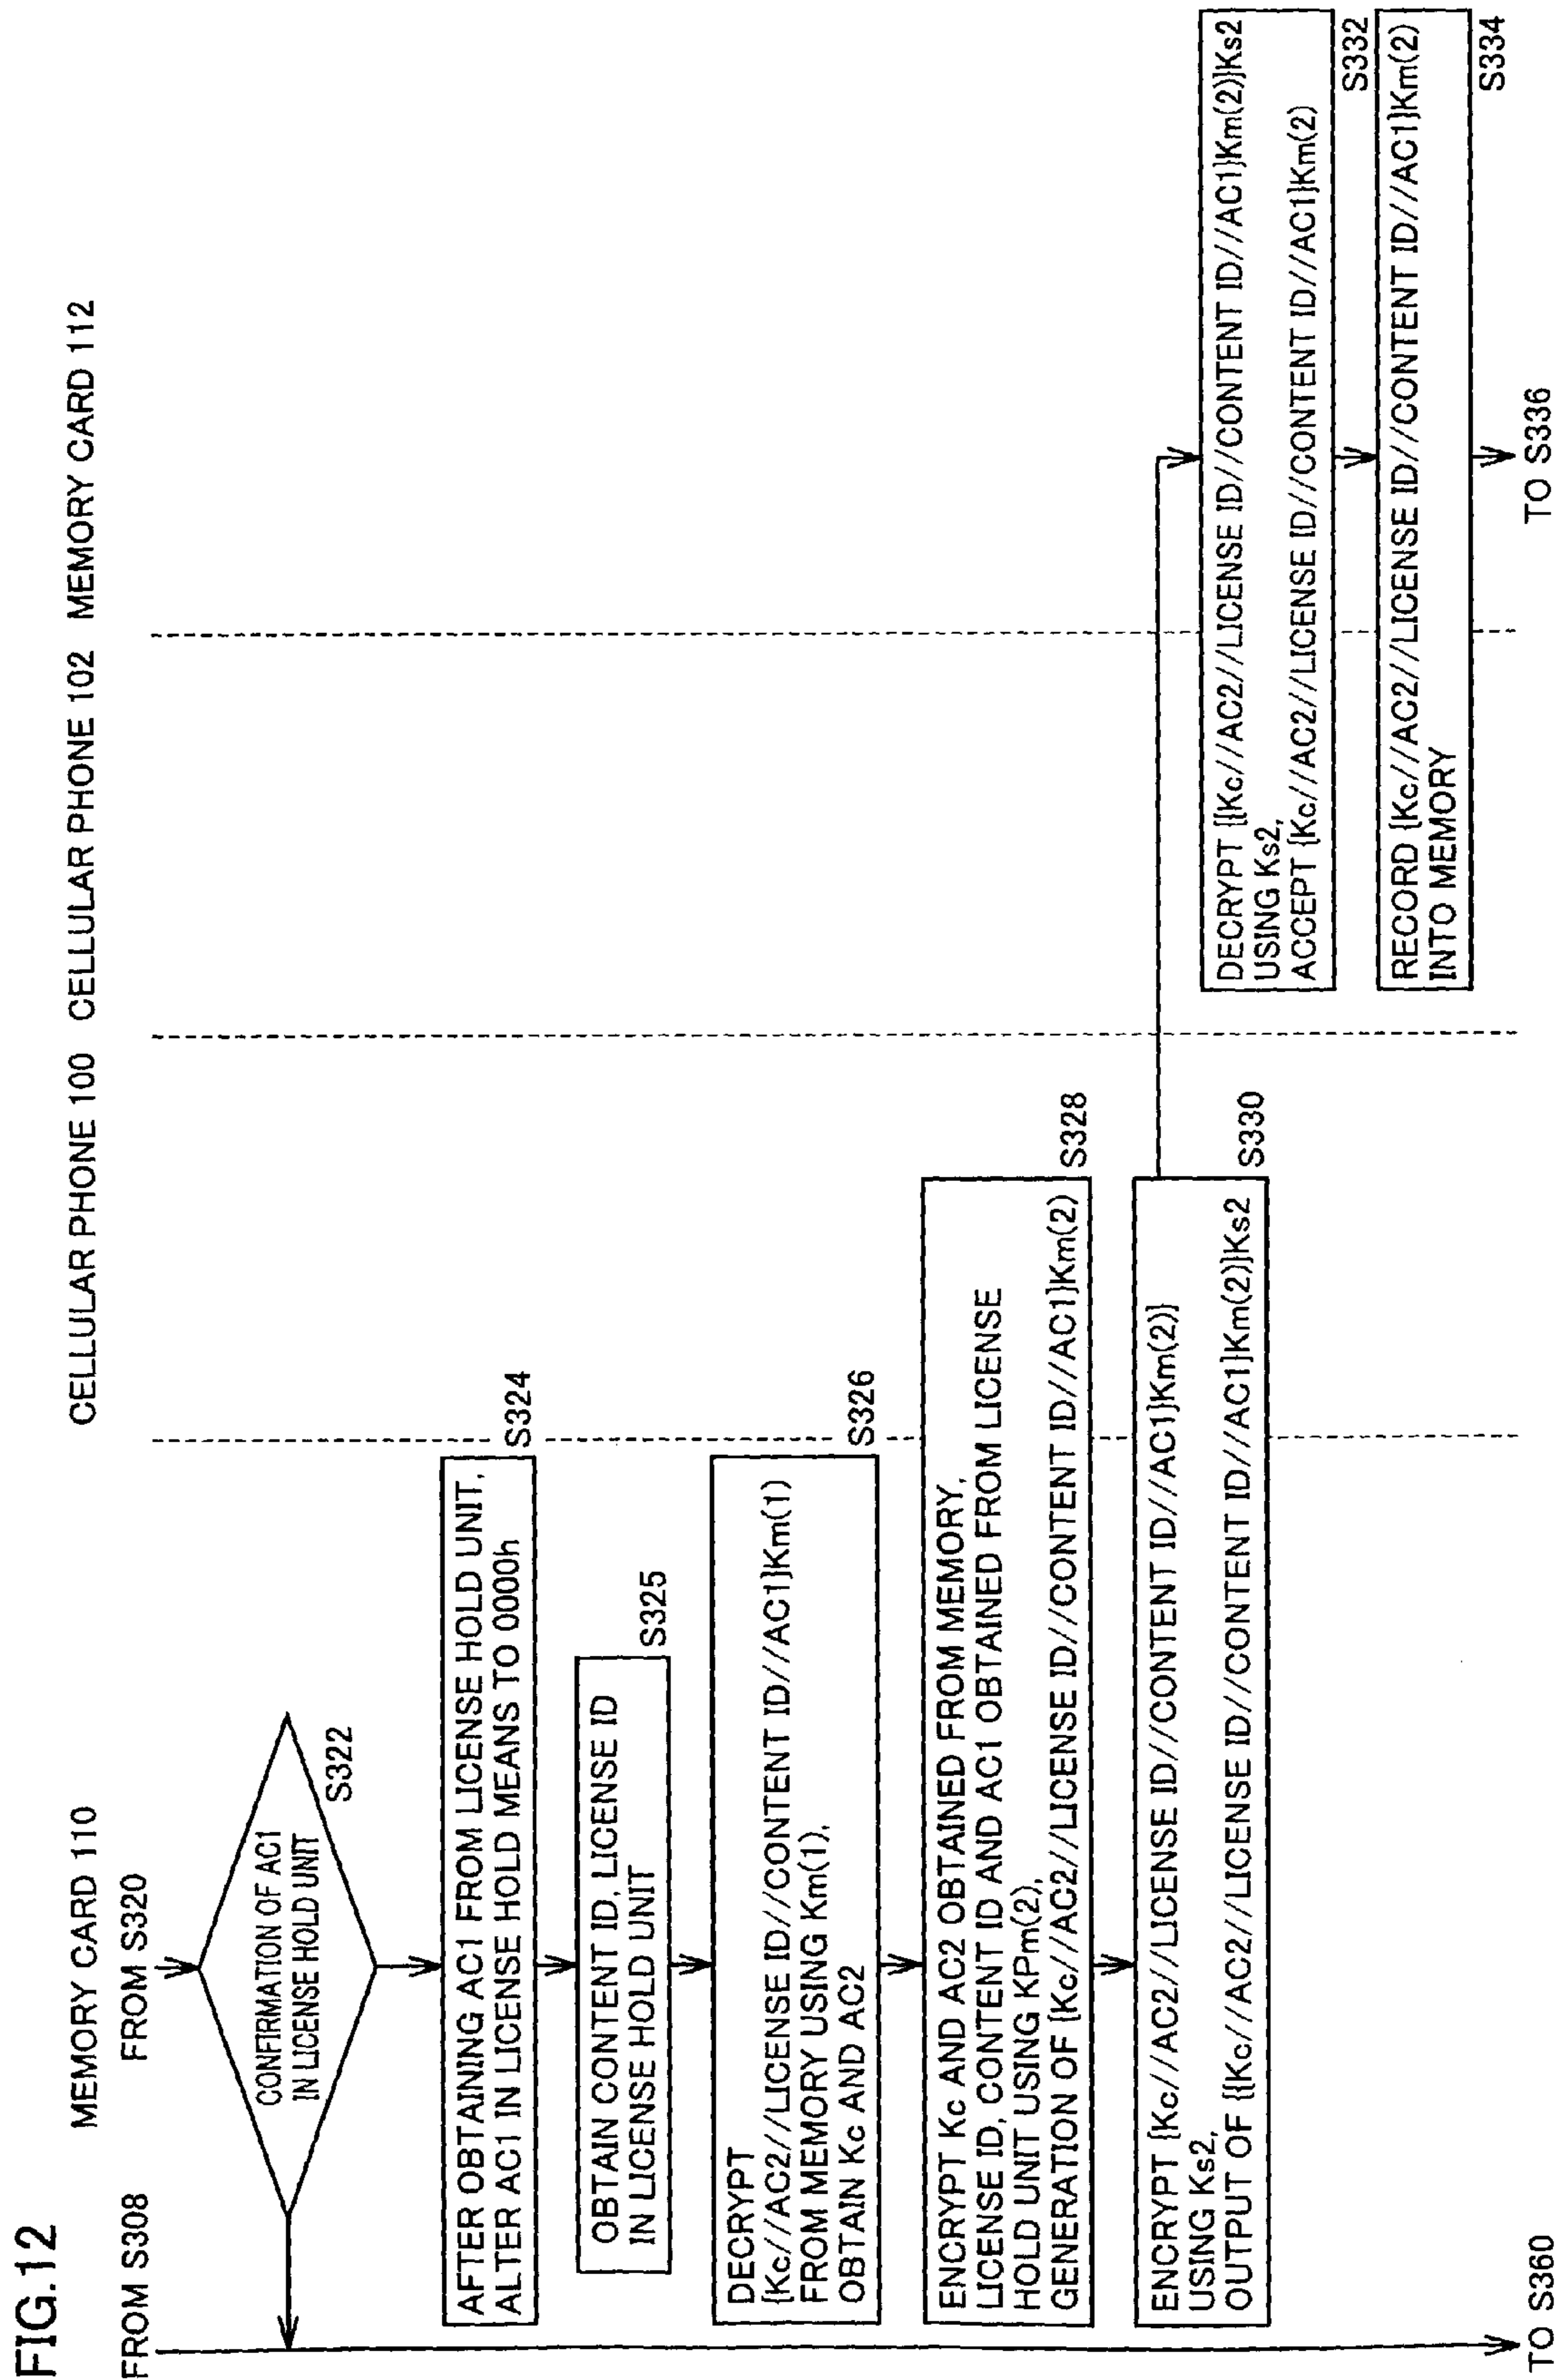 FIG.12
MEMORY CARD 110
CELLULAR PHONE 100
CELLULAR PHONE 102
MEMORY CARD 112
FROM S308
FROM S320
CONFIRMATION OF AC1
IN LICENSE HOLD UNIT
S322
AFTER OBTAINING AC1 FROM LICENSE HOLD UNIT,
ALTER AC1 IN LICENSE HOLD MEANS TO 0000h
S324
OBTAIN CONTENT ID, LICENSE ID
IN LICENSE HOLD UNIT
S325
DECRYPT
{Kc//AC2//LICENSE ID//CONTENT ID//AC1}Km(1)
FROM MEMORY USING Km(1),
OBTAIN Kc AND AC2
S326
ENCRYPT Kc AND AC2 OBTAINED FROM MEMORY,
LICENSE ID, CONTENT ID AND AC1 OBTAINED FROM LICENSE
HOLD UNIT USING KPm(2),
GENERATION OF {Kc//AC2//LICENSE ID//CONTENT ID//AC1}Km(2)
S328
ENCRYPT {Kc//AC2//LICENSE ID//CONTENT ID//AC1}Km(2)}
USING Ks2,
OUTPUT OF {{Kc//AC2//LICENSE ID//CONTENT ID//AC1}Km(2)}Ks2
S330
DECRYPT {{Kc//AC2//LICENSE ID//CONTENT ID//AC1}Km(2)}Ks2
USING Ks2,
ACCEPT {Kc//AC2//LICENSE ID//CONTENT ID//AC1}Km(2)
S332
RECORD {Kc//AC2//LICENSE ID//CONTENT ID//AC1}Km(2)
INTO MEMORY
S334
TO S360
TO S336